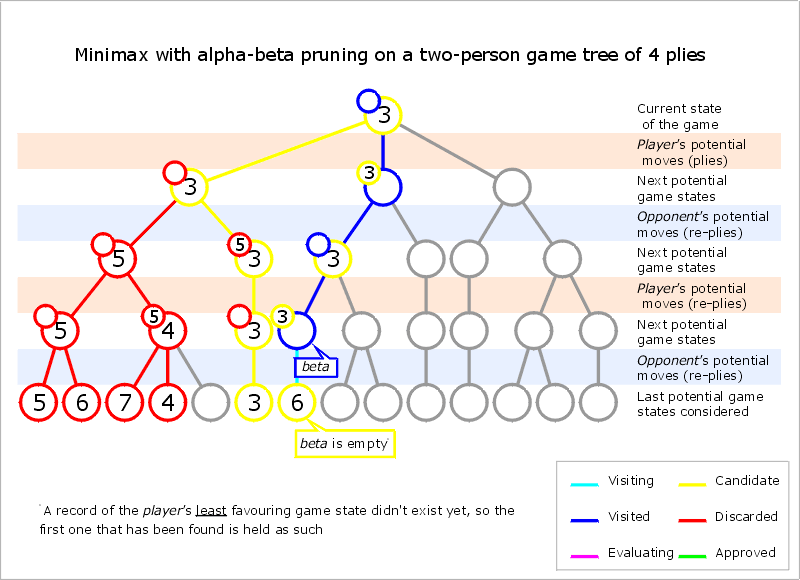 Minimax with alpha-beta pruning on a two-person game tree of 4 plies
3
Current state
of the game
Player's potential
moves (plies)
3
3
Next potential
game states
Opponent's potential
moves (re-plies)
5
5
3
3
Next potential
game states
Player's potential
moves (re-plies)
5
5
4
3
3
Next potential
game states
beta
Opponent's potential
moves (re-plies)
5
6
7
4
3
6
Last potential game
states considered
beta is empty'
'A record of the player's least favouring game state didn't exist yet, so the
first one that has been found is held as such
Visiting
Candidate
Visited
Discarded
Evaluating
Approved